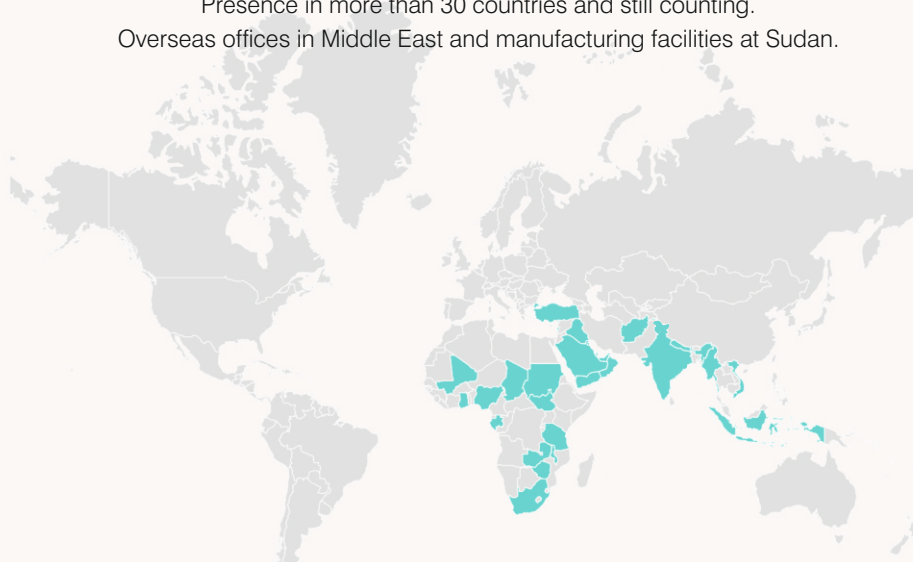 Presence in more than 30 countries and still counting.
Overseas offices in Middle East and manufacturing facilities at Sudan.